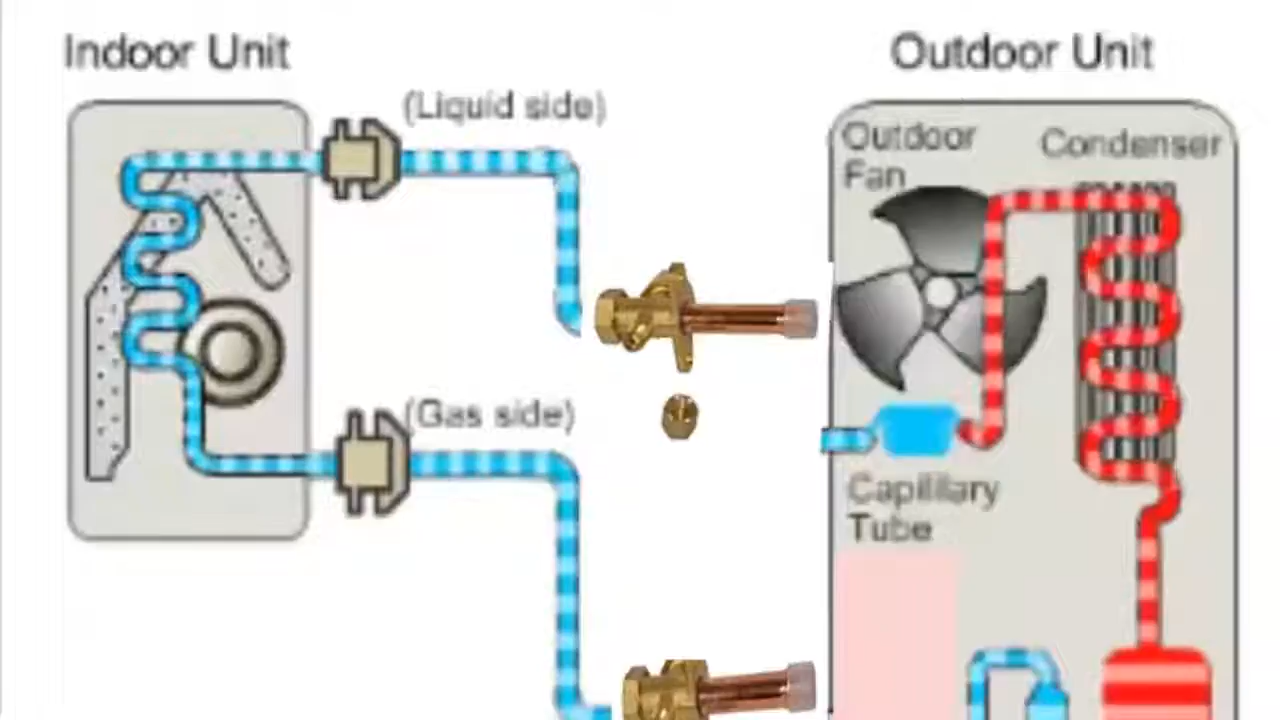 Indoor Unit
Outdoor Unit
(Liquid side)
Outdoor
Fan
Condenser
(Gas side)
Capillary
Tube